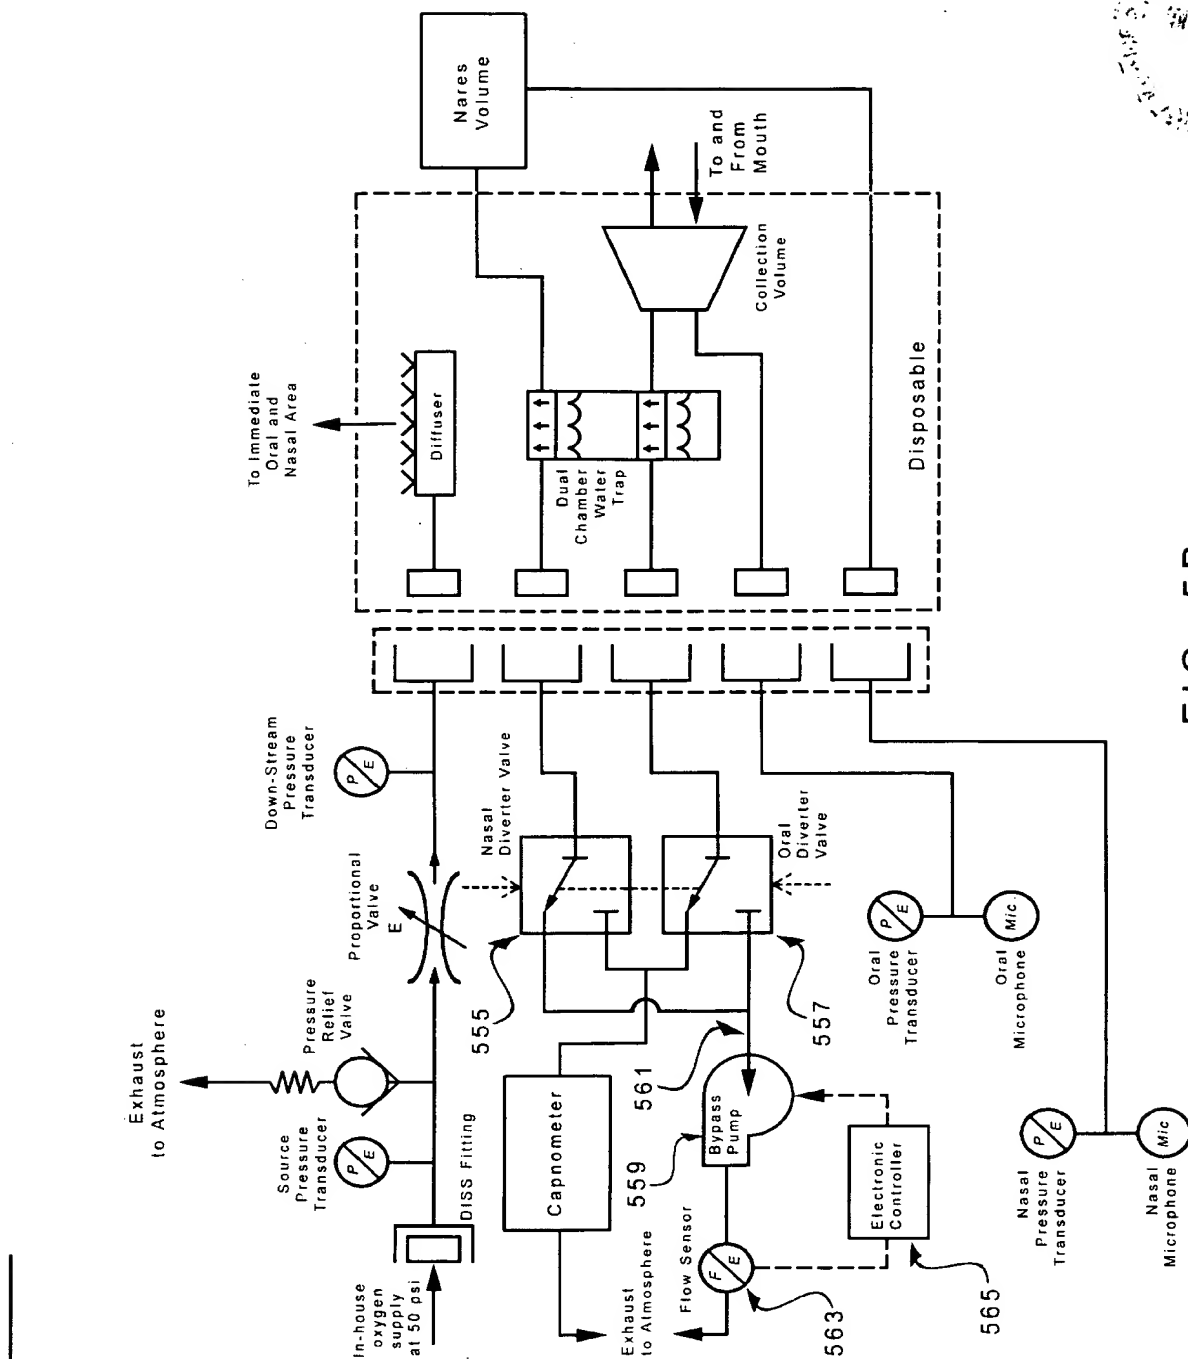 Exhaust
to Atmosphere
To Immediate
Oral and
Nasal Area
Nares
Volume
To and
From
Mouth
Diffuser
Collection
Volume
Dual
Chamber
Water
Trap
Disposable
Down-Stream
Pressure
Transducer
P
E
Proportional
Valve
E
Pressure
Relief
Valve
Source
Pressure
Transducer
P
E
DISS Fitting
In-house
oxygen
supply
at 50 psi
Nasal
Diverter Valve
Oral
Diverter
Valve
555
557
561
559
Capnometer
Bypass
Pump
Exhaust
to Atmosphere
Flow Sensor
F
E
563
Electronic
Controller
565
P
E
Oral
Pressure
Transducer
Mic.
Oral
Microphone
P
E
Nasal
Pressure
Transducer
Mic
Nasal
Microphone